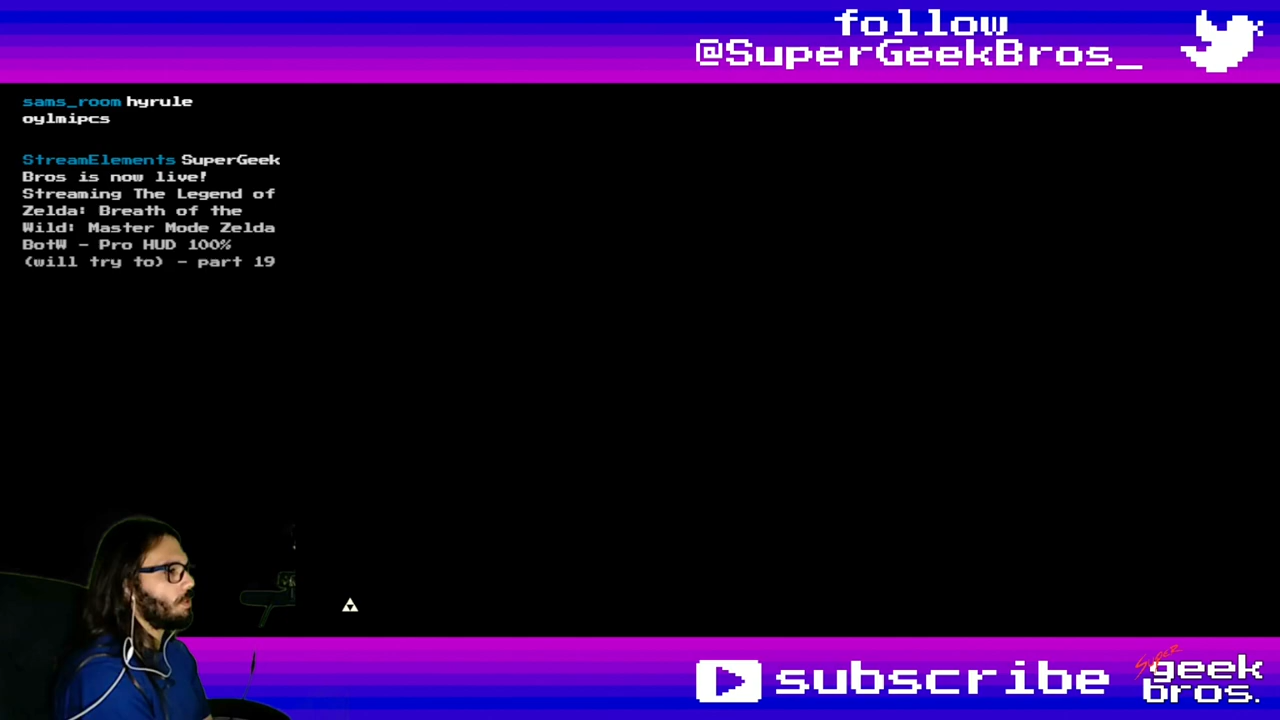 follow
@SuperGeekBros_
sams_room hyrule
oylmipcs
StreamElements SuperGeek
Bros is now live!
Streaming The Legend of
Zelda: Breath of the
Wild: Master Mode Zelda
BotW - Pro HUD 100%
(will try to) - part 19
subscribe
Super
geek
bros.